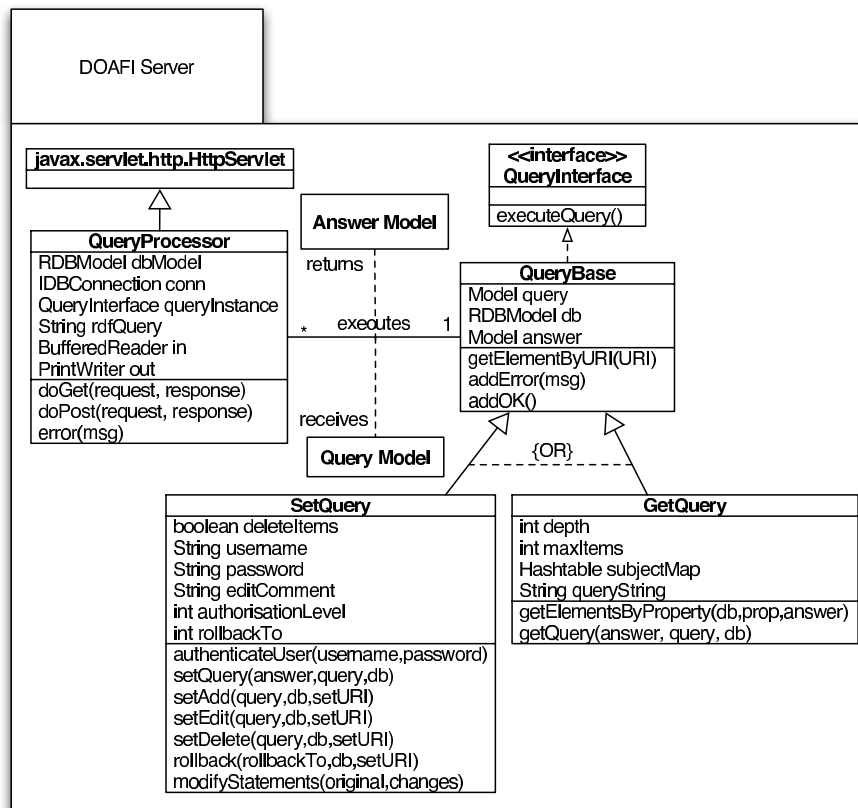 DOAFI Server
javax.servlet.http.HttpServlet
<<interface>>
QueryInterface
executeQuery()
QueryProcessor
RDBModel dbModel
IDBConnection conn
QueryInterface queryInstance
String rdfQuery
BufferedReader in
PrintWriter out
doGet(request, response)
doPost(request, response)
error(msg)
Answer Model
returns
* executes 1
receives
Query Model
QueryBase
Model query
RDBModel db
Model answer
getElementByURI(URI)
addError(msg)
addOK()
{OR}
SetQuery
boolean deleteItems
String username
String password
String editComment
int authorisationLevel
int rollbackTo
authenticateUser(username,password)
setQuery(answer,query,db)
setAdd(query,db,setURI)
setEdit(query,db,setURI)
setDelete(query,db,setURI)
rollback(rollbackTo,db,setURI)
modifyStatements(original,changes)
GetQuery
int depth
int maxItems
Hashtable subjectMap
String queryString
getElementsByProperty(db,prop,answer)
getQuery(answer, query, db)